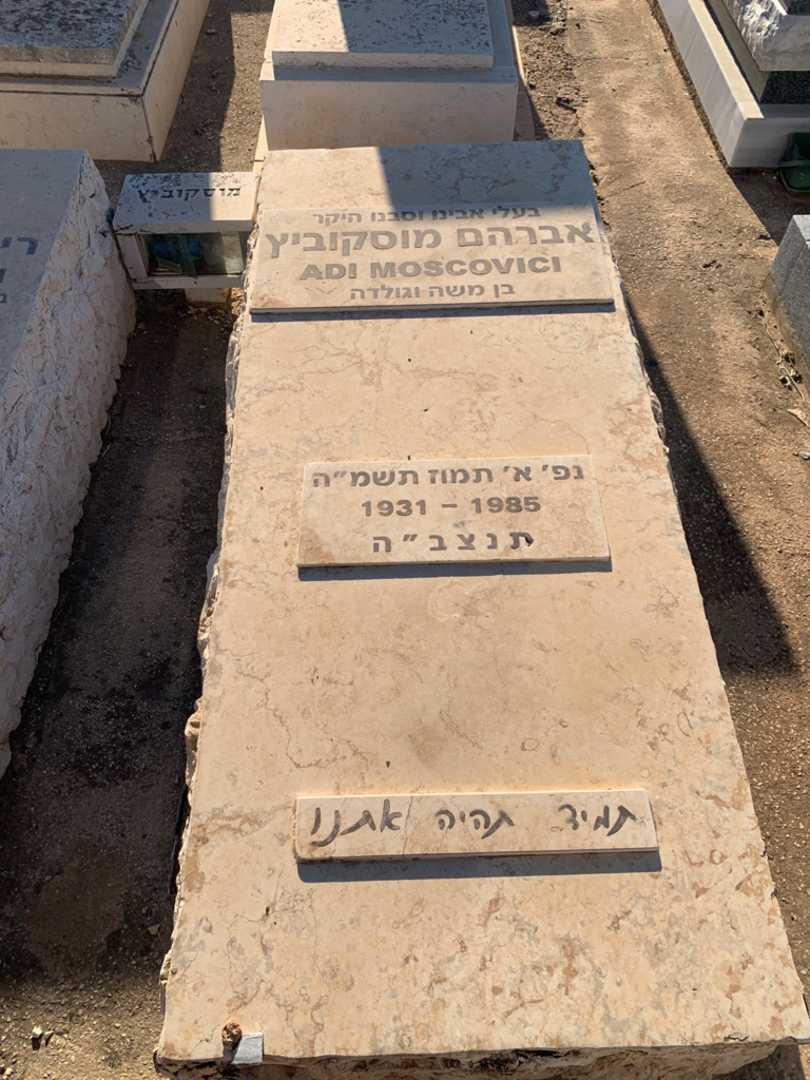 מוסקוביץ
בעלי אבינו וסבנו היקר
אברהם מוסקוביץ
ADI MOSCOVICI
בן משה וגולדה
נפ׳ א׳ תמוז תשמ״ה
1931 - 1985
תנצב״ה
תמיד תהיה אתנו